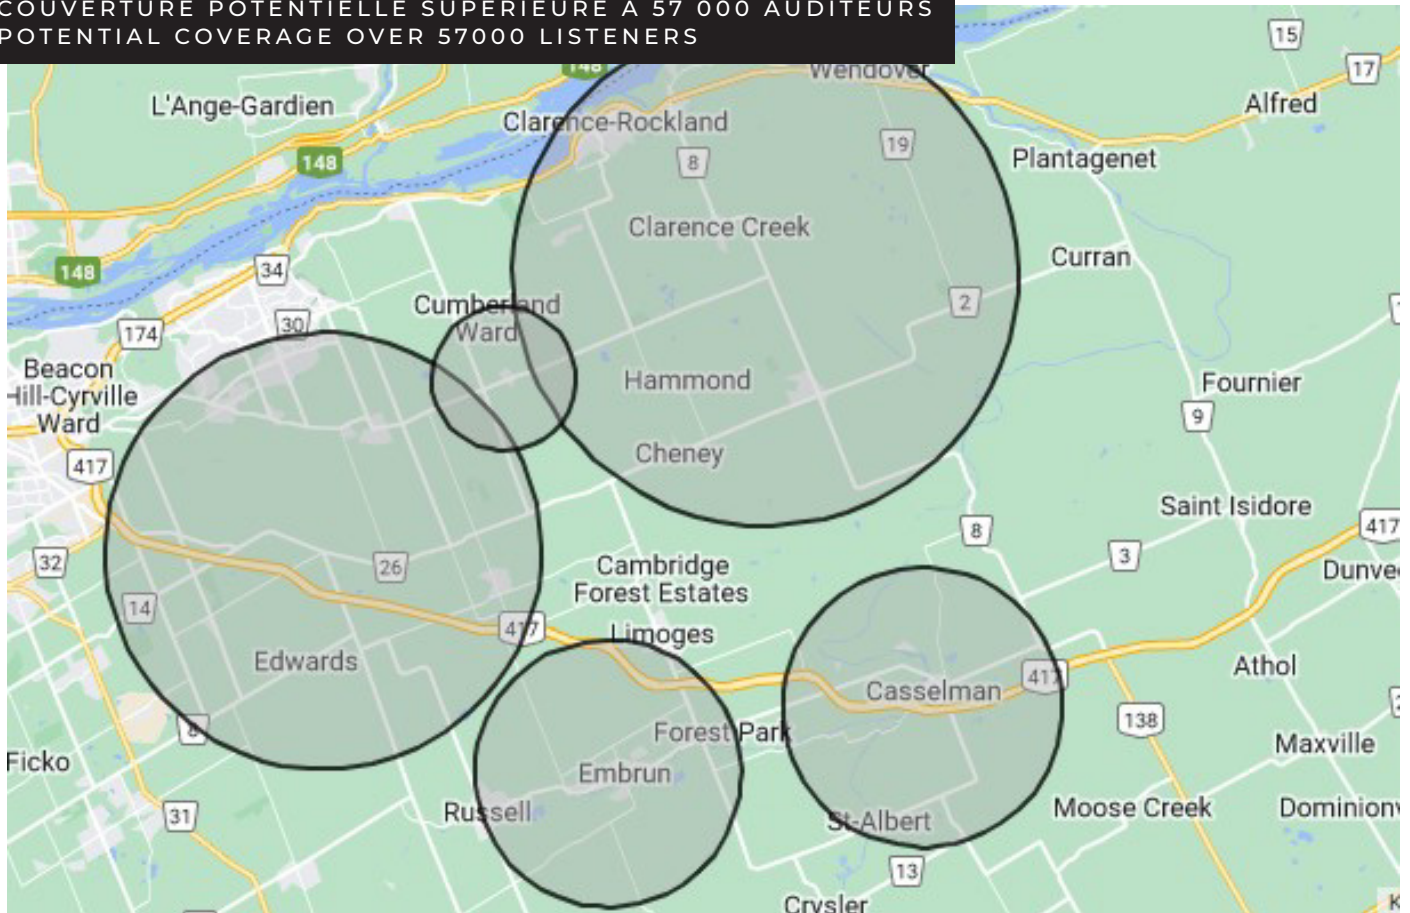 COUVERTURE POTENTIELLE SUPERIEURE A 57 000 AUDITEURS
POTENTIAL COVERAGE OVER 57000 LISTENERS
15
148
Wendover
17
L'Ange-Gardien
Alfred
Clarence-Rockland
148
8
19
Plantagenet
Clarence Creek
Curran
148
34
Cumberland
Ward
2
174
30
Beacon
Hill-Cyrville
Ward
Hammond
Fournier
9
Cheney
417
Saint Isidore
417
8
32
26
Cambridge
Forest Estates
3
14
417
Limoges
Edwards
417
Athol
Casselman
138
8
Forest Park
Maxville
Ficko
Embrun
31
Russell
St-Albert
Moose Creek
13
Crysler